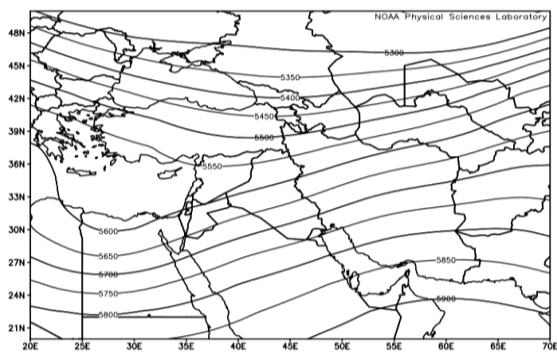 NOAA Physical Sciences Laboratory
48N
5300
45N
5350
5400
42N
5450
39N
5500
36N
5550
33N
30N
5600
27N
5650
5850
5700
24N
5750
5900
5800
21N
20E 25E 30E 35E 40E 45E 50E 55E 60E 65E 70E